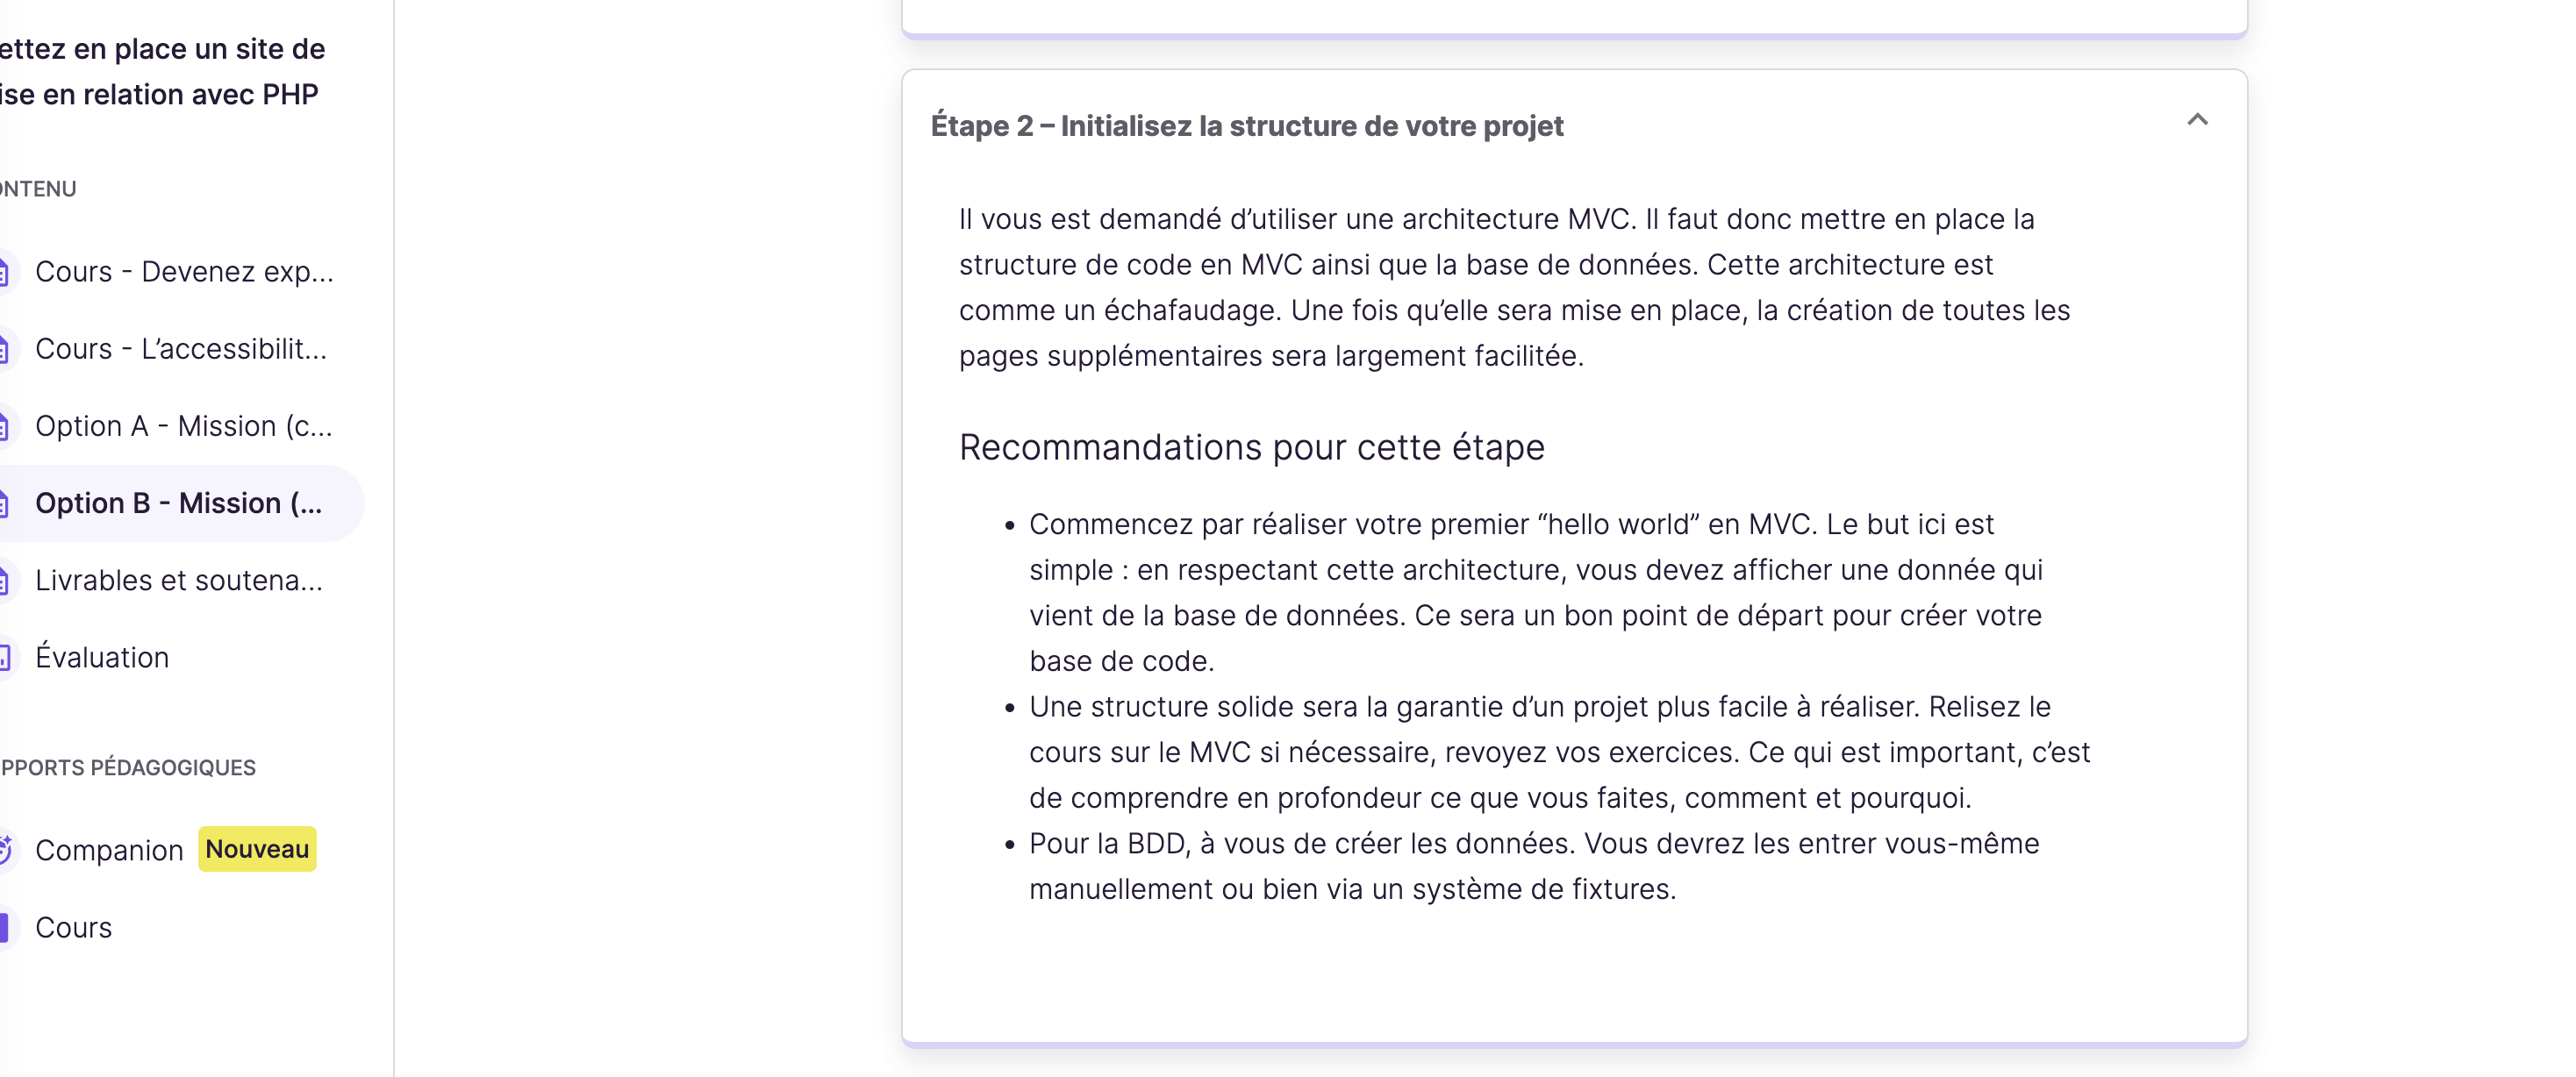 ettez en place un site de
ise en relation avec PHP
ONTENU
Cours - Devenez exp...
Cours - L’accessibilit...
Option A - Mission (c...
Option B - Mission (...
Livrables et soutena...
Évaluation
PPORTS PÉDAGOGIQUES
Companion Nouveau
Cours
Étape 2 – Initialisez la structure de votre projet
Il vous est demandé d’utiliser une architecture MVC. Il faut donc mettre en place la
structure de code en MVC ainsi que la base de données. Cette architecture est
comme un échafaudage. Une fois qu’elle sera mise en place, la création de toutes les
pages supplémentaires sera largement facilitée.
Recommandations pour cette étape
• Commencez par réaliser votre premier “hello world” en MVC. Le but ici est
simple : en respectant cette architecture, vous devez afficher une donnée qui
vient de la base de données. Ce sera un bon point de départ pour créer votre
base de code.
• Une structure solide sera la garantie d’un projet plus facile à réaliser. Relisez le
cours sur le MVC si nécessaire, revoyez vos exercices. Ce qui est important, c’est
de comprendre en profondeur ce que vous faites, comment et pourquoi.
• Pour la BDD, à vous de créer les données. Vous devrez les entrer vous-même
manuellement ou bien via un système de fixtures.